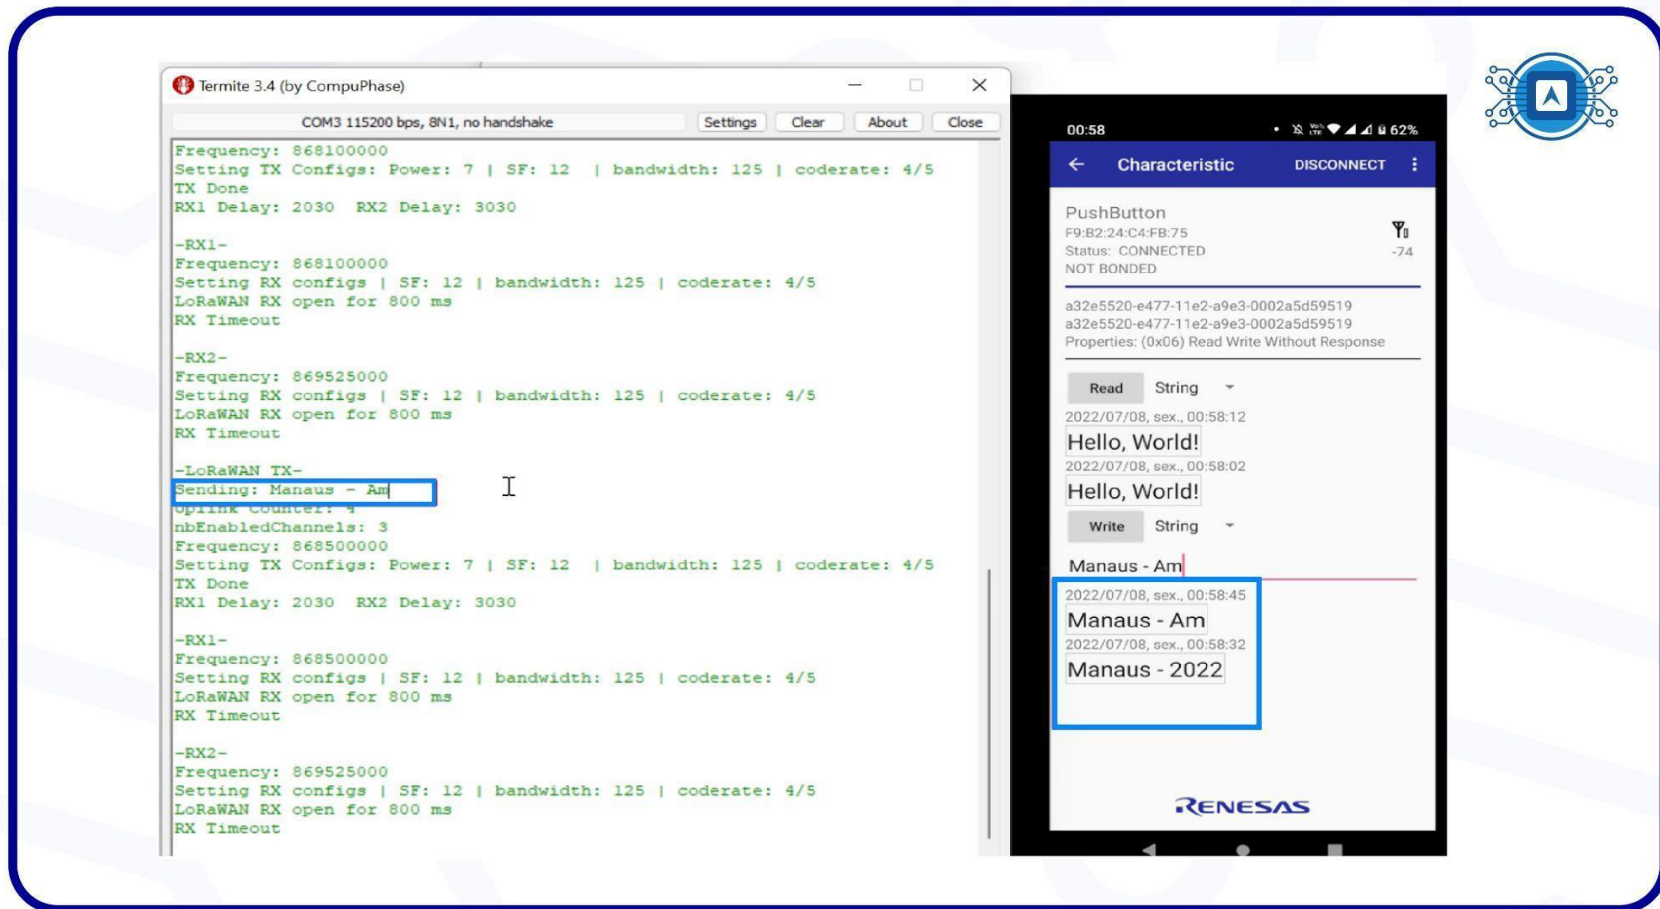 Termite 3.4 (by CompuPhase)
COM3 115200 bps, 8N1, no handshake
Settings
Clear
About
Close
Frequency: 868100000
Setting TX Configs: Power: 7 | SF: 12 | bandwidth: 125 | coderate: 4/5
TX Done
RX1 Delay: 2030 RX2 Delay: 3030
-RX1-
Frequency: 868100000
Setting RX configs | SF: 12 | bandwidth: 125 | coderate: 4/5
LoRaWAN RX open for 800 ms
RX Timeout
-RX2-
Frequency: 869525000
Setting RX configs | SF: 12 | bandwidth: 125 | coderate: 4/5
LoRaWAN RX open for 800 ms
RX Timeout
-LoRaWAN TX-
Sending: Manaus - Am
Uplink Counter: 4
nbEnabledChannels: 3
Frequency: 868500000
Setting TX Configs: Power: 7 | SF: 12 | bandwidth: 125 | coderate: 4/5
TX Done
RX1 Delay: 2030 RX2 Delay: 3030
-RX1-
Frequency: 868500000
Setting RX configs | SF: 12 | bandwidth: 125 | coderate: 4/5
LoRaWAN RX open for 800 ms
RX Timeout
-RX2-
Frequency: 869525000
Setting RX configs | SF: 12 | bandwidth: 125 | coderate: 4/5
LoRaWAN RX open for 800 ms
RX Timeout
00:58
62%
Characteristic
DISCONNECT
PushButton
F9:B2:24:C4:FB:75
Status: CONNECTED
-74
NOT BONDED
a32e5520-e477-11e2-a9e3-0002a5d59519
a32e5520-e477-11e2-a9e3-0002a5d59519
Properties: (0x06) Read Write Without Response
Read String
2022/07/08, sex., 00:58:12
Hello, World!
2022/07/08, sex., 00:58:02
Hello, World!
Write String
Manaus - Am
2022/07/08, sex., 00:58:45
Manaus - Am
2022/07/08, sex., 00:58:32
Manaus - 2022
RENESAS